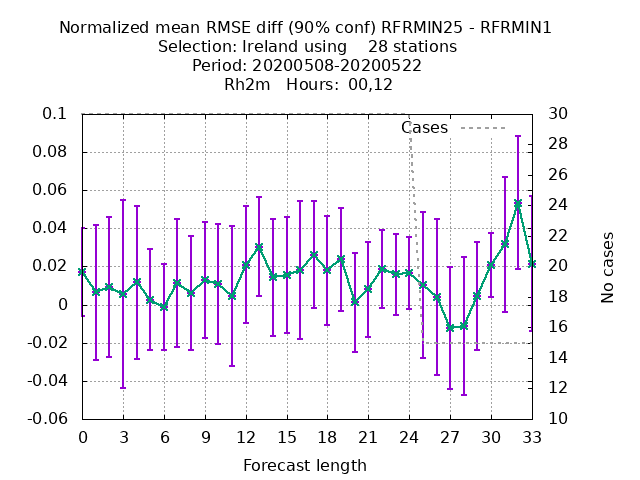 Normalized mean RMSE diff (90% conf) RFRMIN25 - RFRMIN1
Selection: Ireland using    28 stations
Period: 20200508-20200522
Rh2m   Hours:  00,12
Cases
0.1
0.08
0.06
0.04
0.02
0
-0.02
-0.04
-0.06
30
28
26
24
22
20
18
16
14
12
10
No cases
0 3 6 9 12 15 18 21 24 27 30 33
Forecast length